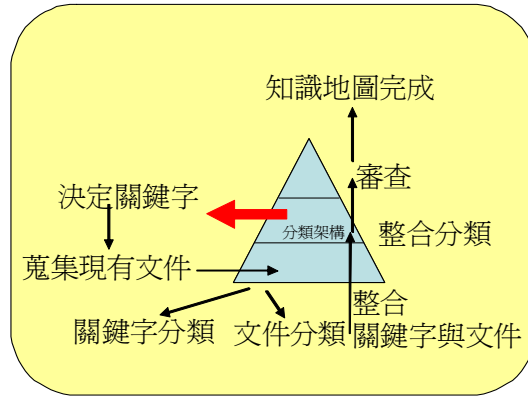 知識地圖完成
審查
決定關鍵字
分類架構
整合分類
蒐集現有文件
整合
關鍵字分類
文件分類
關鍵字與文件